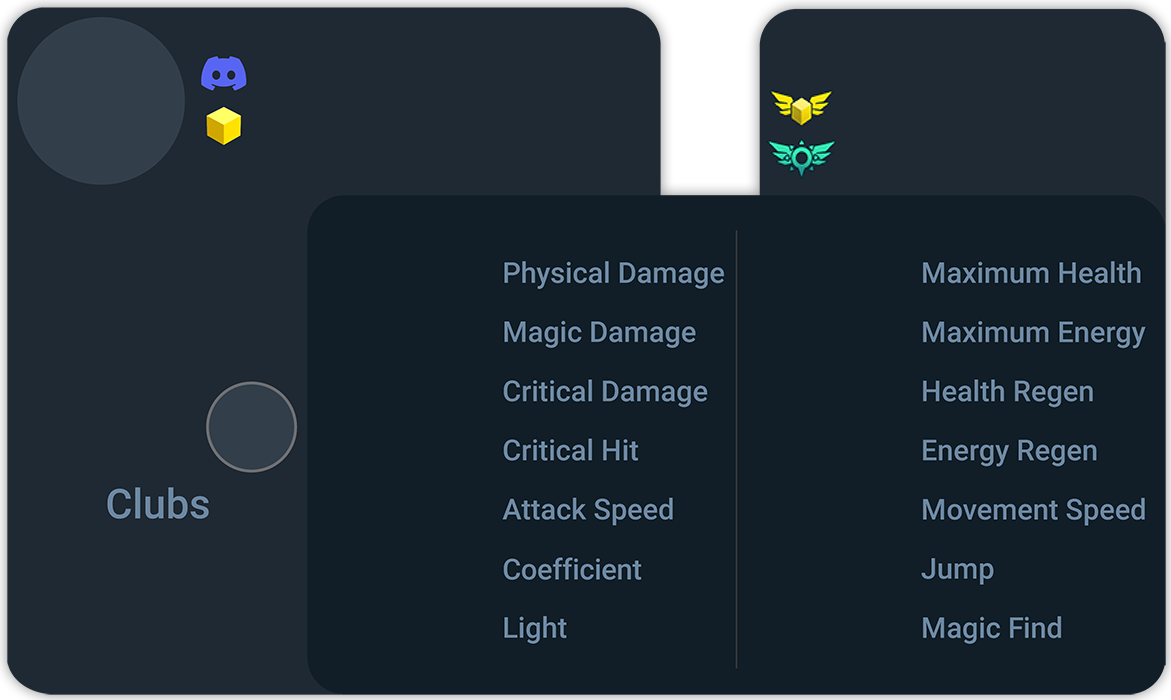 Physical Damage
Magic Damage
Critical Damage
Critical Hit
Attack Speed
Coefficient
Light
Maximum Health
Maximum Energy
Health Regen
Energy Regen
Movement Speed
Jump
Magic Find
Clubs